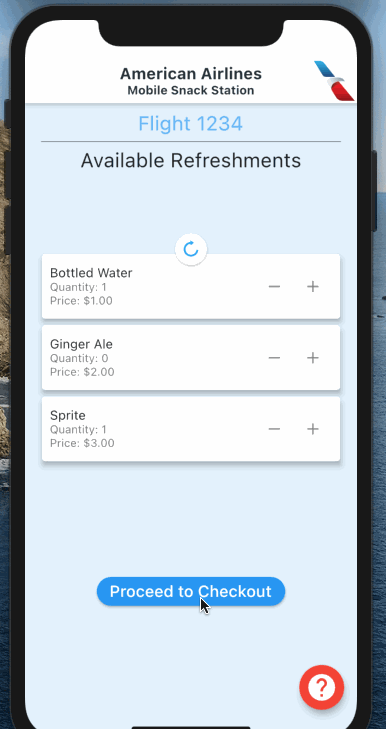 American Airlines
Mobile Snack Station
Flight 1234
Available Refreshments
Bottled Water
Quantity: 1
Price: $1.00
Ginger Ale
Quantity: 0
Price: $2.00
Sprite
Quantity: 1
Price: $3.00
Proceed to Checkout
?